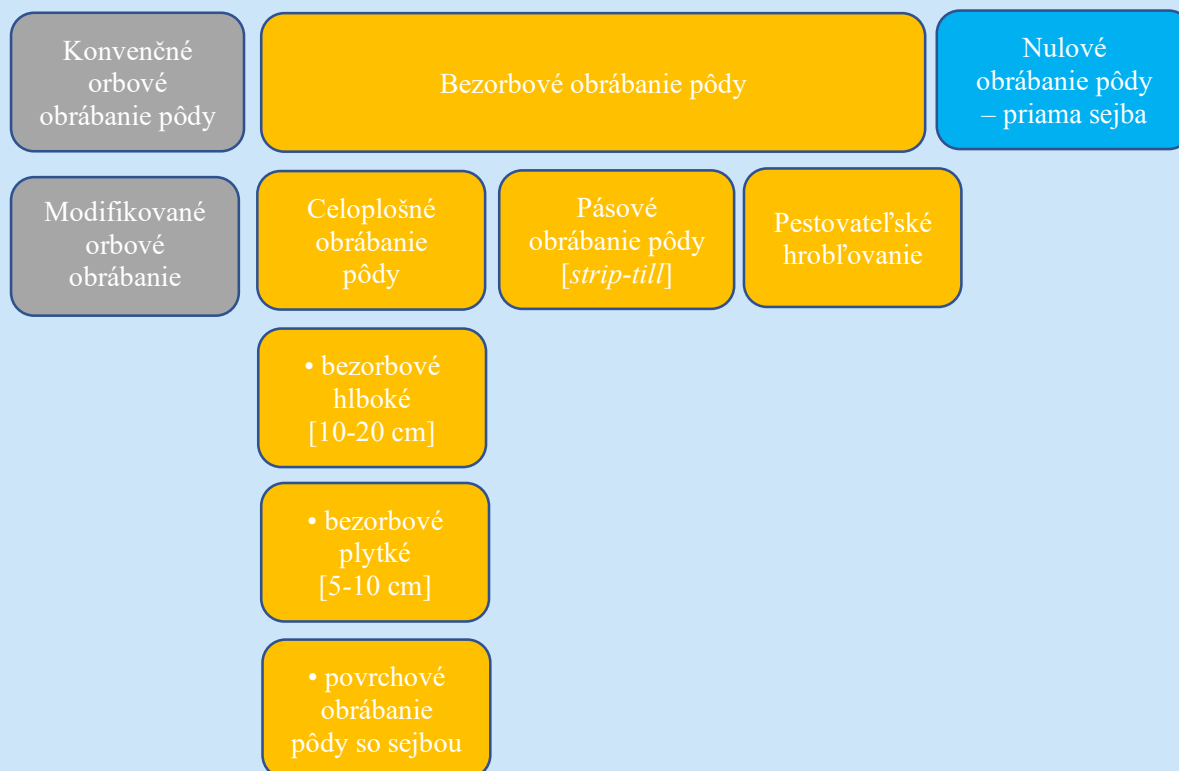 Konvenčné
orbové
obrábanie pôdy
Bezorbové obrábanie pôdy
Nulové
obrábanie pôdy
– priama sejba
Modifikované
orbové
obrábanie
Celoplošné
obrábanie
pôdy
Pásové
obrábanie pôdy
[strip-till]
Pestovateľské
hrobľovanie
• bezorbové
hlboké
[10-20 cm]
• bezorbové
plytké
[5-10 cm]
• povrchové
obrábanie
pôdy so sejbou